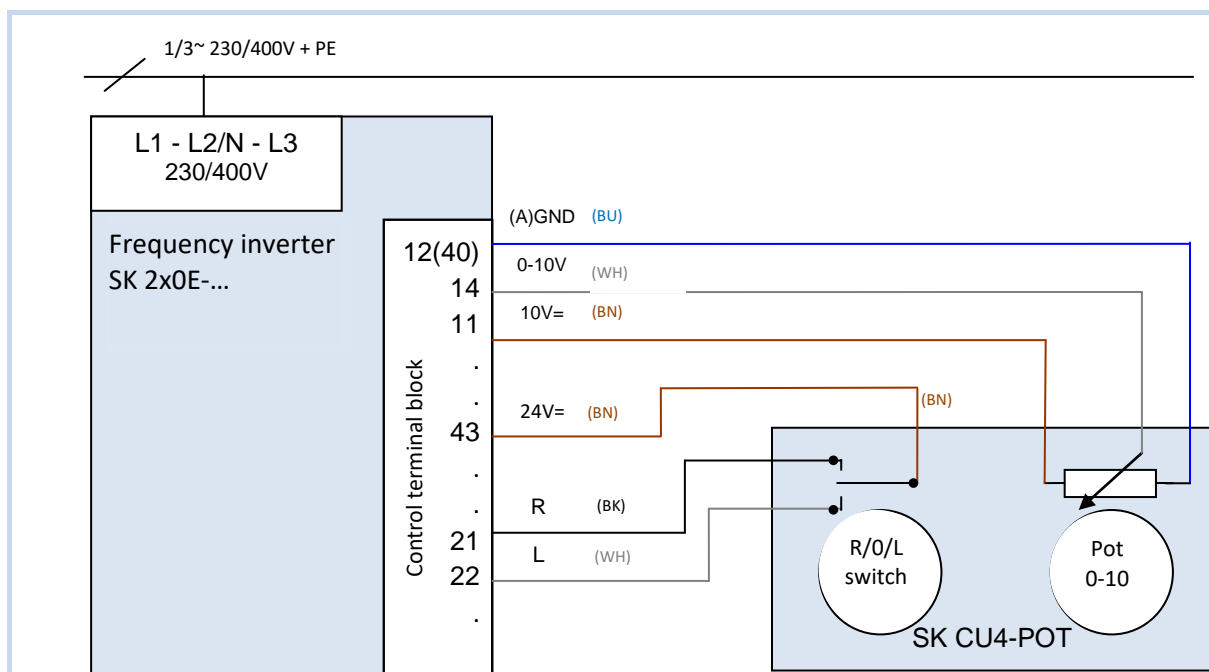 1/3~ 230/400V + PE
L1 - L2/N - L3
230/400V
Frequency inverter
SK 2x0E-...
Control terminal block
(A)GND (BU)
12(40)
0-10V (WH)
14
10V= (BN)
11
.
.
24V= (BN)
(BN)
43
.
.
R (BK)
21
L (WH)
22
.
R/0/L
switch
Pot
0-10
SK CU4-POT